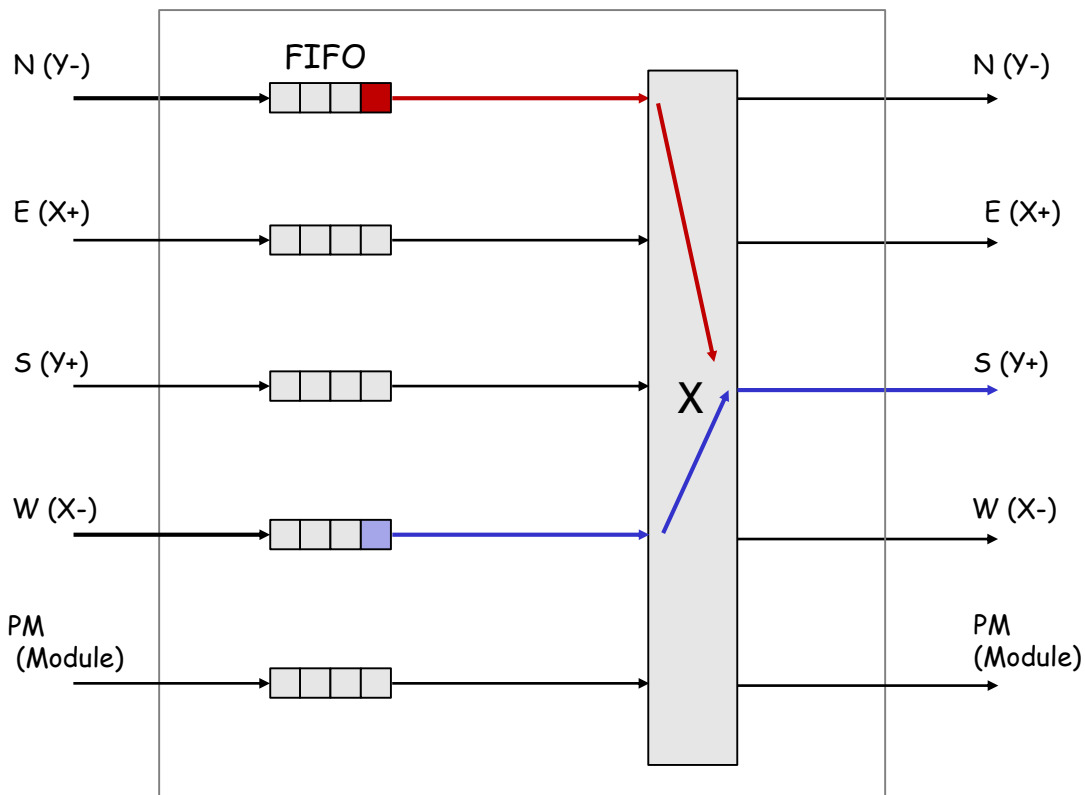 FIFO
N (Y-)
N (Y-)
E (X+)
E (X+)
S (Y+)
S (Y+)
X
W (X-)
W (X-)
PM
(Module)
PM
(Module)